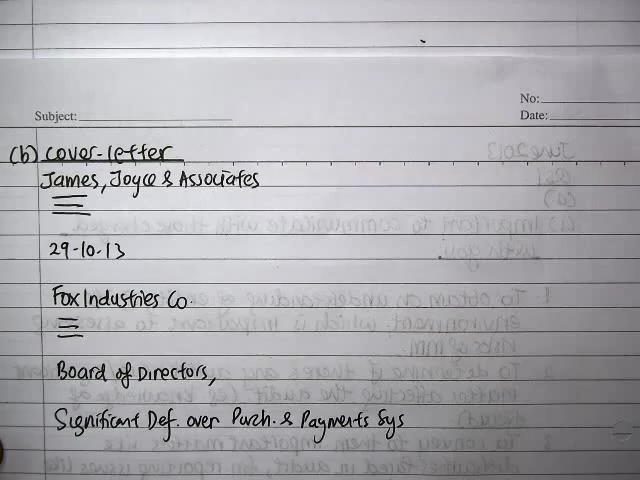 No:
Subject:
Date:
(b) cover-letter
James, Joyce & Associates
29-10-13
Fox Industries Co.
Board of Directors,
Significant Def. over Purch. & Payments Sys